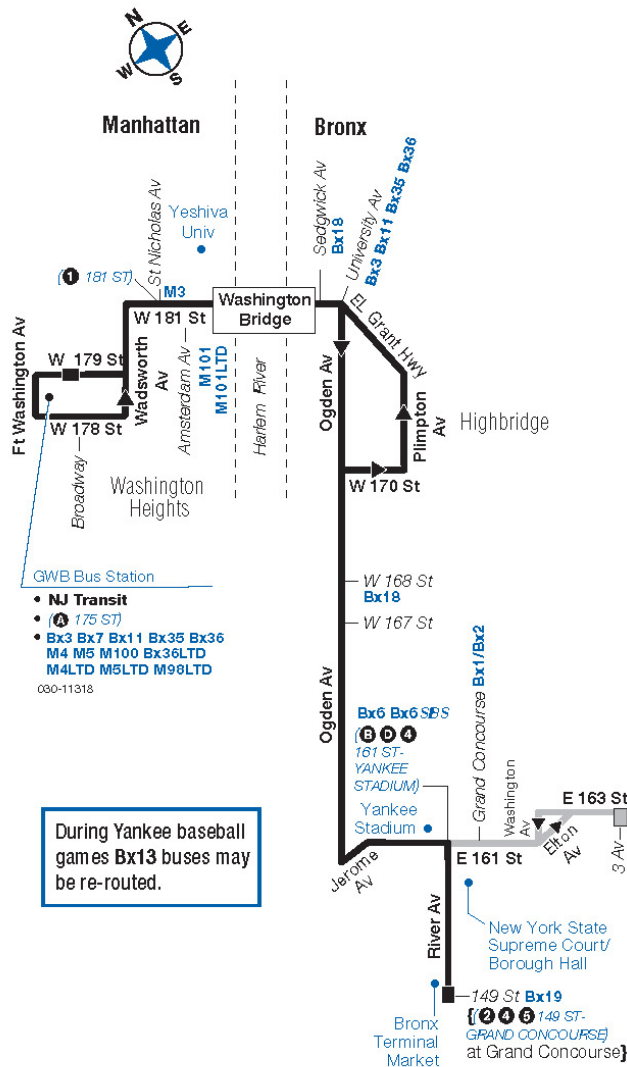 N
E
W
S
Manhattan
Bronx
St Nicholas Av
Yeshiva
Univ
Sedgwick Av
Bx18
University Av
Bx3 Bx11 Bx35 Bx36
(1 181 ST)
M3
W 181 St
Washington
Bridge
EL Grant Hwy
Ft Washington Av
W 179 St
Wadsworth
Av
Amsterdam Av
M101
M101LTD
Harlem River
Ogden Av
Plimpton
Av
Highbridge
W 178 St
Broadway
Washington
Heights
W 170 St
GWB Bus Station
• NJ Transit
• (A 175 ST)
• Bx3 Bx7 Bx11 Bx35 Bx36
M4 M5 M100 Bx36LTD
M4LTD M5LTD M98LTD
030-11318
W 168 St
Bx18
W 167 St
Ogden Av
Bx6 Bx6 SBS
(B D 4
161 ST-
YANKEE
STADIUM)
Grand Concourse Bx1/Bx2
Washington
Av
E 163 St
Elton
Av
3 Av
Yankee
Stadium
E 161 St
Jerome
Av
During Yankee baseball
games Bx13 buses may
be re-routed.
River Av
New York State
Supreme Court/
Borough Hall
149 St Bx19
{(2 4 5 149 ST-
GRAND CONCOURSE)
at Grand Concourse}
Bronx
Terminal
Market